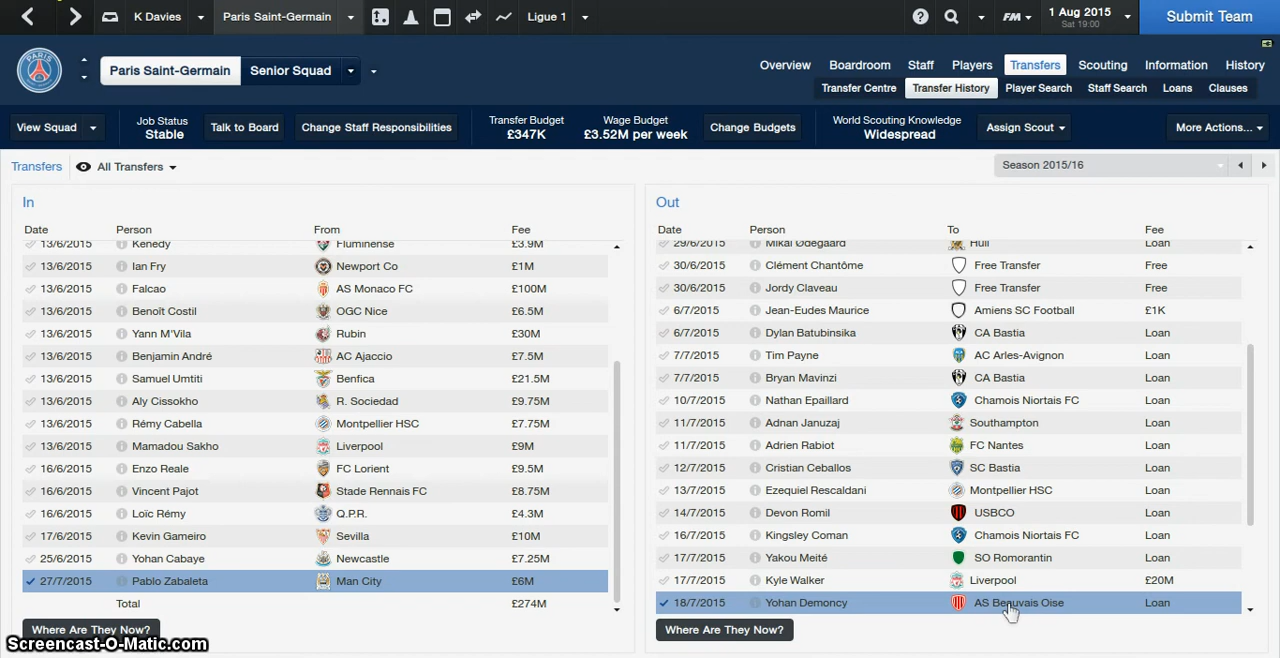 K Davies Paris Saint-Germain Ligue 1 FM 1 Aug 2015 Sat 19:00 Submit Team
Paris Saint-Germain Senior Squad
Overview Boardroom Staff Players Transfers Scouting Information History
Transfer Centre Transfer History Player Search Staff Search Loans Clauses
View Squad Job Status Stable Talk to Board Change Staff Responsibilities Transfer Budget £347K Wage Budget £3.52M per week Change Budgets World Scouting Knowledge Widespread Assign Scout More Actions...
Transfers All Transfers Season 2015/16
In
Date Person From Fee
13/6/2015 Kenedy Fluminense £3.9M
13/6/2015 Ian Fry Newport Co £1M
13/6/2015 Falcao AS Monaco FC £100M
13/6/2015 Benoît Costil OGC Nice £6.5M
13/6/2015 Yann M'Vila Rubin £30M
13/6/2015 Benjamin André AC Ajaccio £7.5M
13/6/2015 Samuel Umtiti Benfica £21.5M
13/6/2015 Aly Cissokho R. Sociedad £9.75M
13/6/2015 Rémy Cabella Montpellier HSC £7.75M
13/6/2015 Mamadou Sakho Liverpool £9M
16/6/2015 Enzo Reale FC Lorient £9.5M
16/6/2015 Vincent Pajot Stade Rennais FC £8.75M
16/6/2015 Loïc Rémy Q.P.R. £4.3M
17/6/2015 Kevin Gameiro Sevilla £10M
25/6/2015 Yohan Cabaye Newcastle £7.25M
27/7/2015 Pablo Zabaleta Man City £6M
Total £274M
Where Are They Now?
Out
Date Person To Fee
29/6/2015 Mikal Ødegaard Hull Loan
30/6/2015 Clément Chantôme Free Transfer Free
30/6/2015 Jordy Claveau Free Transfer Free
6/7/2015 Jean-Eudes Maurice Amiens SC Football £1K
6/7/2015 Dylan Batubinsika CA Bastia Loan
7/7/2015 Tim Payne AC Arles-Avignon Loan
7/7/2015 Bryan Mavinzi CA Bastia Loan
10/7/2015 Nathan Epaillard Chamois Niortais FC Loan
11/7/2015 Adnan Januzaj Southampton Loan
11/7/2015 Adrien Rabiot FC Nantes Loan
12/7/2015 Cristian Ceballos SC Bastia Loan
13/7/2015 Ezequiel Rescaldani Montpellier HSC Loan
14/7/2015 Devon Romil USBCO Loan
16/7/2015 Kingsley Coman Chamois Niortais FC Loan
17/7/2015 Yakou Meité SO Romorantin Loan
17/7/2015 Kyle Walker Liverpool £20M
18/7/2015 Yohan Demoncy AS Beauvais Oise Loan
Where Are They Now?
Screencast-O-Matic.com